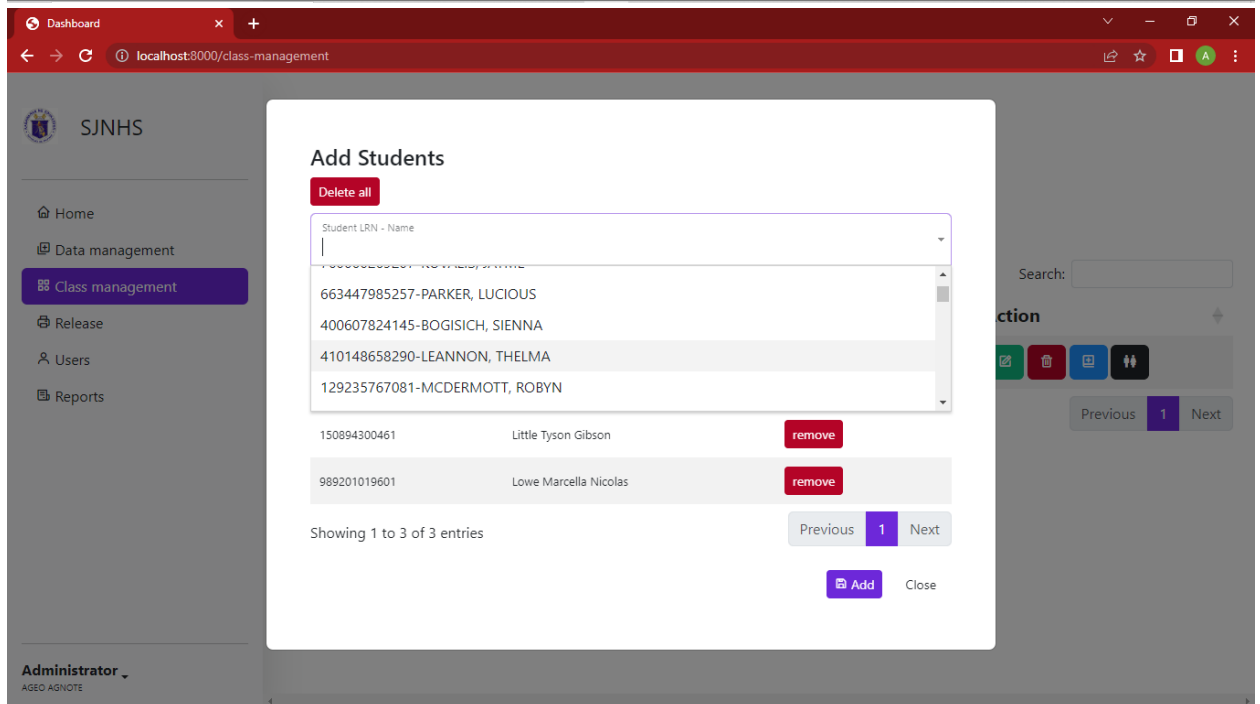 Dashboard
localhost:8000/class-management
A
SJNHS
Home
Data management
Class management
Release
Users
Reports
Administrator
AGEO AGNOTE
Add Students
Delete all
Student LRN - Name
663447985257-PARKER, LUCIOUS
400607824145-BOGISICH, SIENNA
410148658290-LEANNON, THELMA
129235767081-MCDERMOTT, ROBYN
150894300461 Little Tyson Gibson remove
989201019601 Lowe Marcella Nicolas remove
Showing 1 to 3 of 3 entries
Previous 1 Next
Add Close
Search:
ction
Previous 1 Next